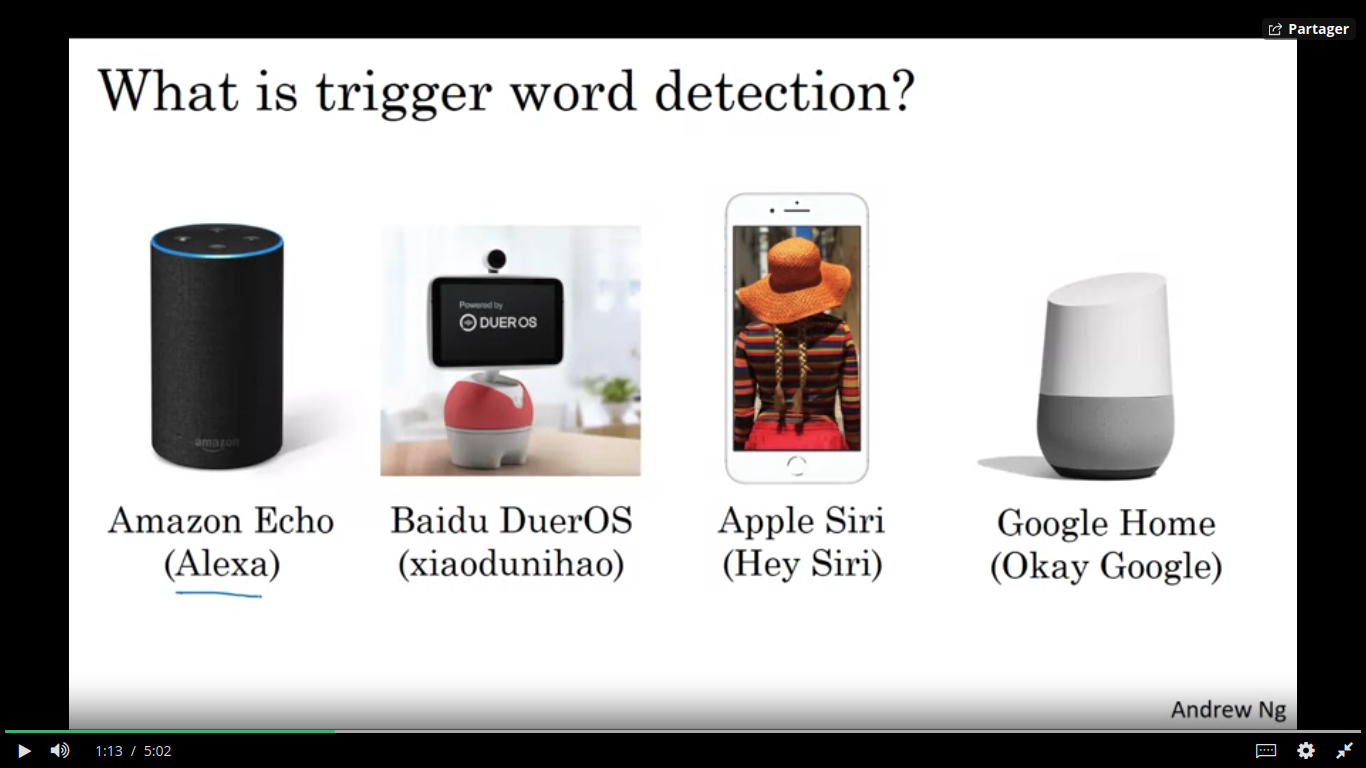 Partager
What is trigger word detection?
Powered by
DUER OS
amazon
Amazon Echo
(Alexa)
Baidu DuerOS
(xiaodunihao)
Apple Siri
(Hey Siri)
Google Home
(Okay Google)
Andrew Ng
1:13 / 5:02